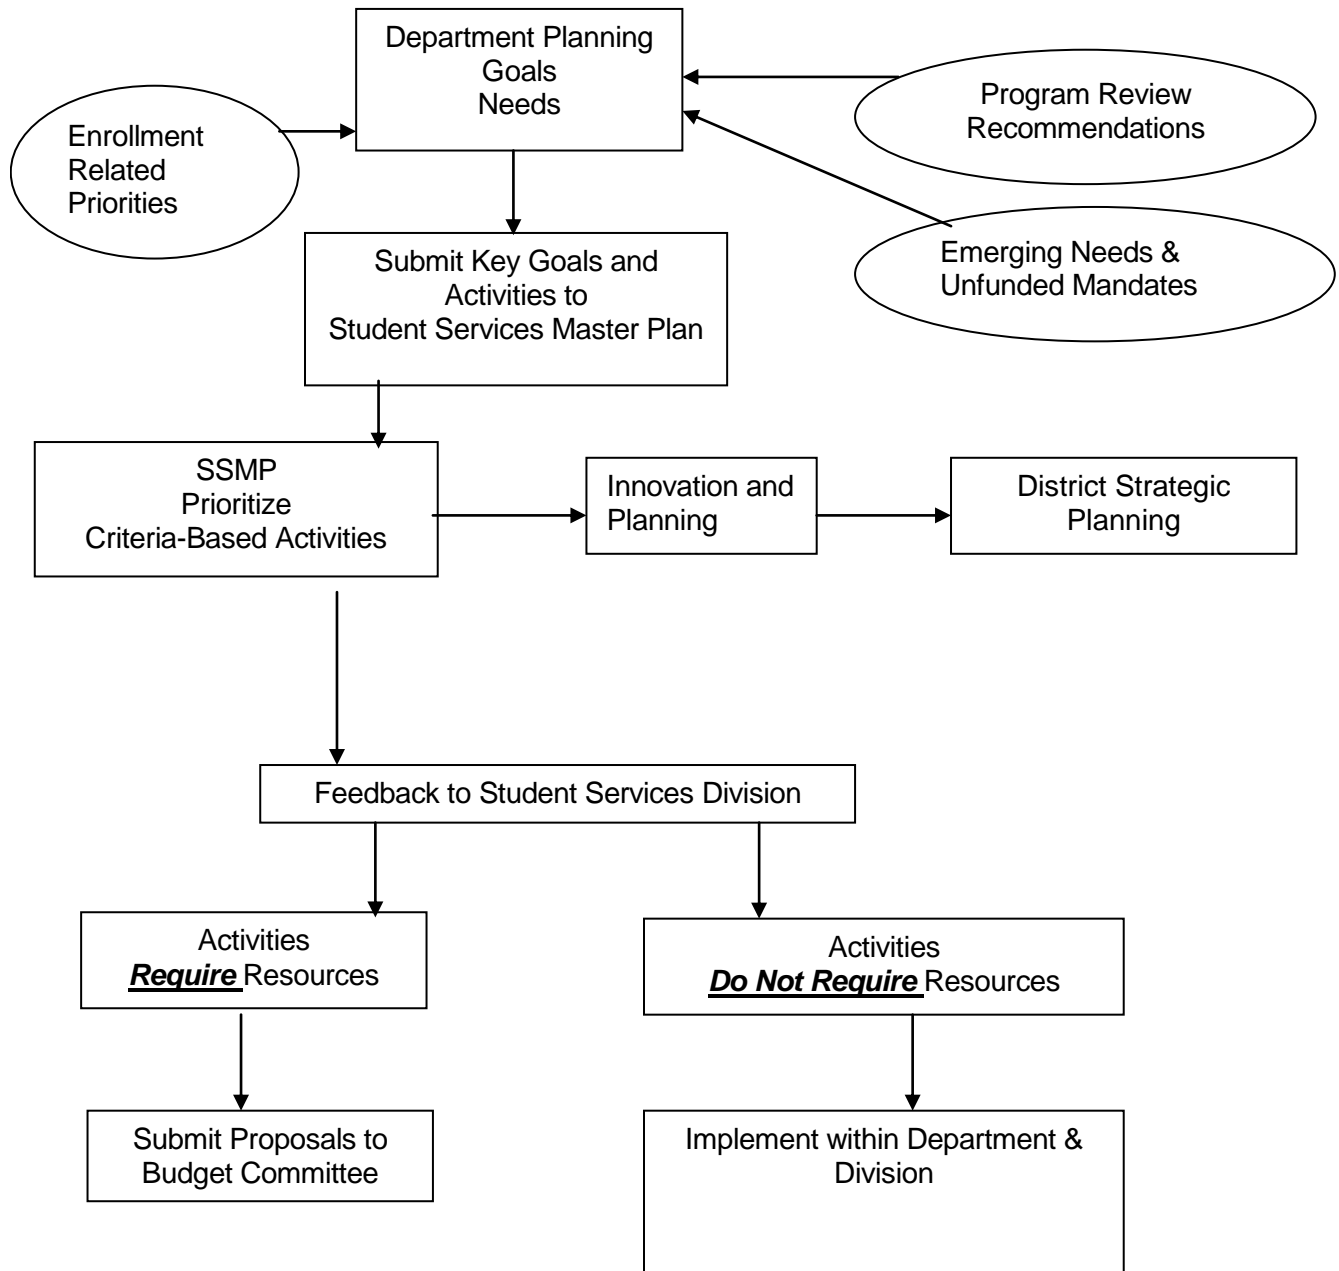 Department Planning
Goals
Needs
Enrollment
Related
Priorities
Program Review
Recommendations
Emerging Needs &
Unfunded Mandates
Submit Key Goals and
Activities to
Student Services Master Plan
SSMP
Prioritize
Criteria-Based Activities
Innovation and
Planning
District Strategic
Planning
Feedback to Student Services Division
Activities
Require Resources
Activities
Do Not Require Resources
Submit Proposals to
Budget Committee
Implement within Department &
Division